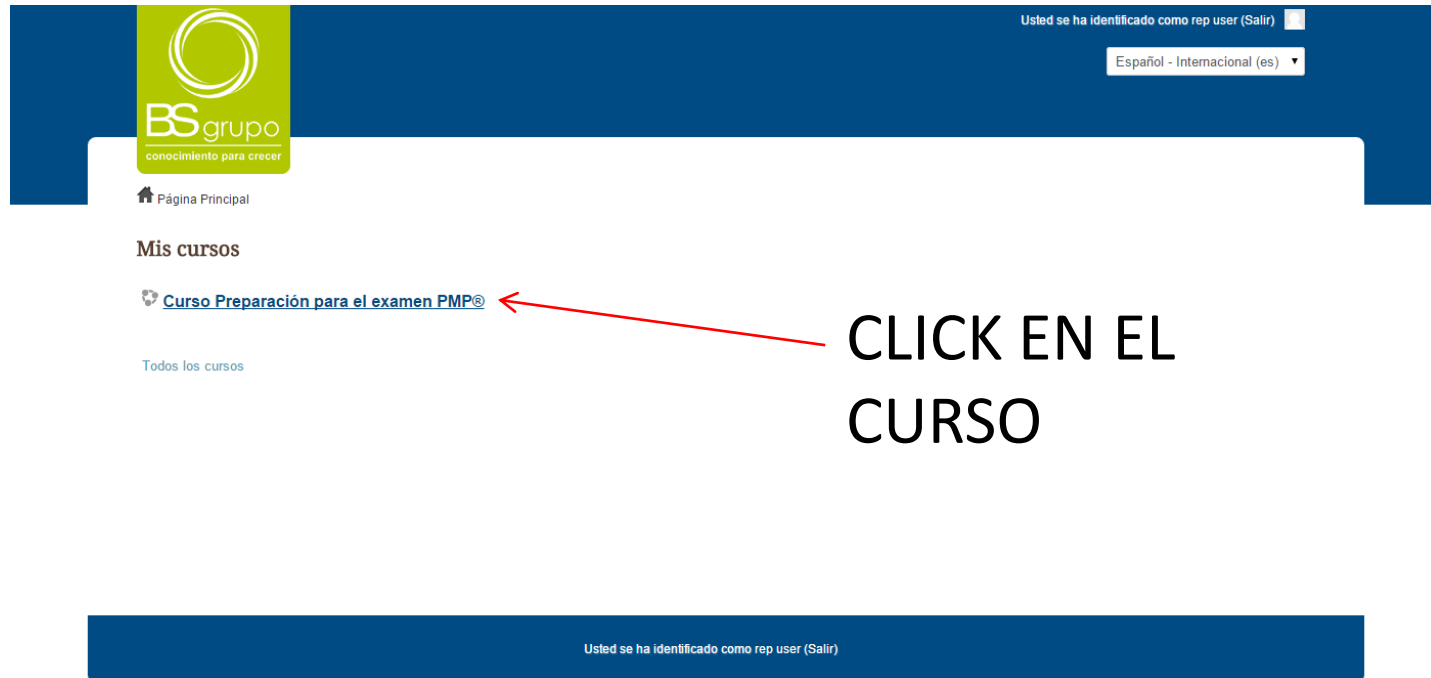 Usted se ha identificado como rep user (Salir)
Español - Internacional (es)
BS grupo
conocimiento para crecer
Página Principal
Mis cursos
Curso Preparación para el examen PMP®
CLICK EN EL
CURSO
Todos los cursos
Usted se ha identificado como rep user (Salir)